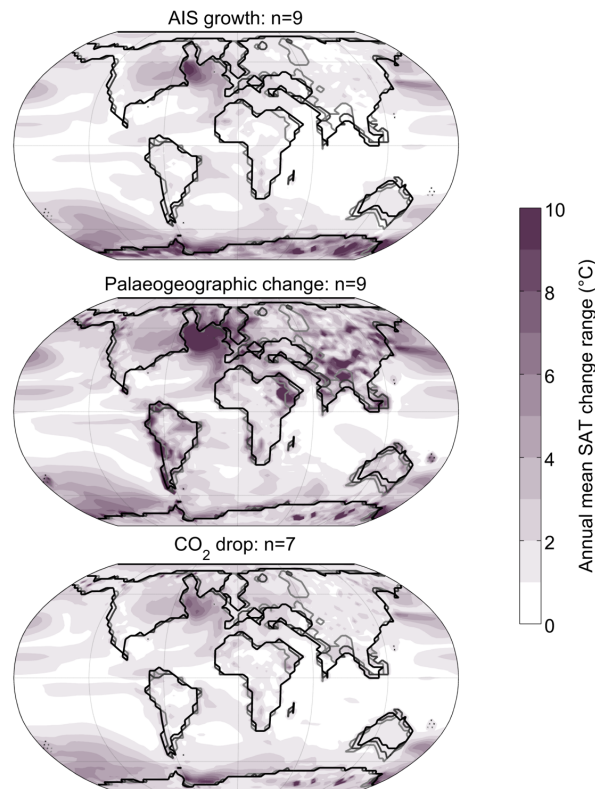 AIS growth: n=9
Palaeogeographic change: n=9
CO₂ drop: n=7
10
8
6
4
2
0
Annual mean SAT change range (°C)